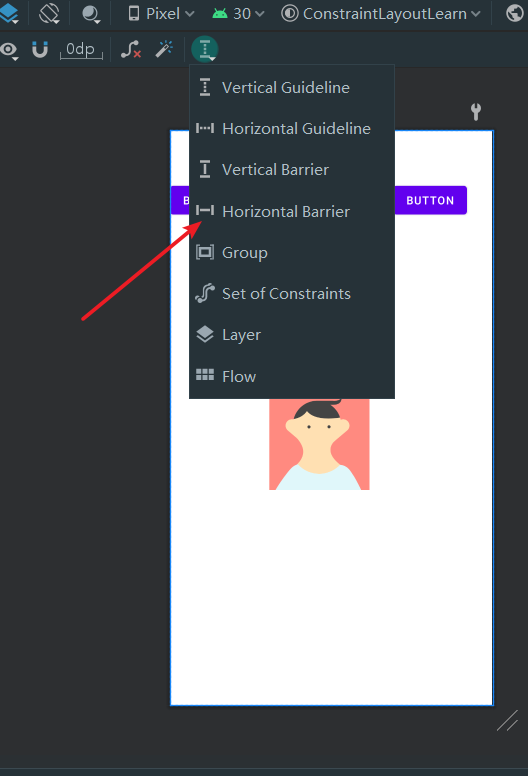 Pixel 30 ConstraintLayoutLearn
0dp
Vertical Guideline
Horizontal Guideline
Vertical Barrier
Horizontal Barrier
Group
Set of Constraints
Layer
Flow
BUTTON